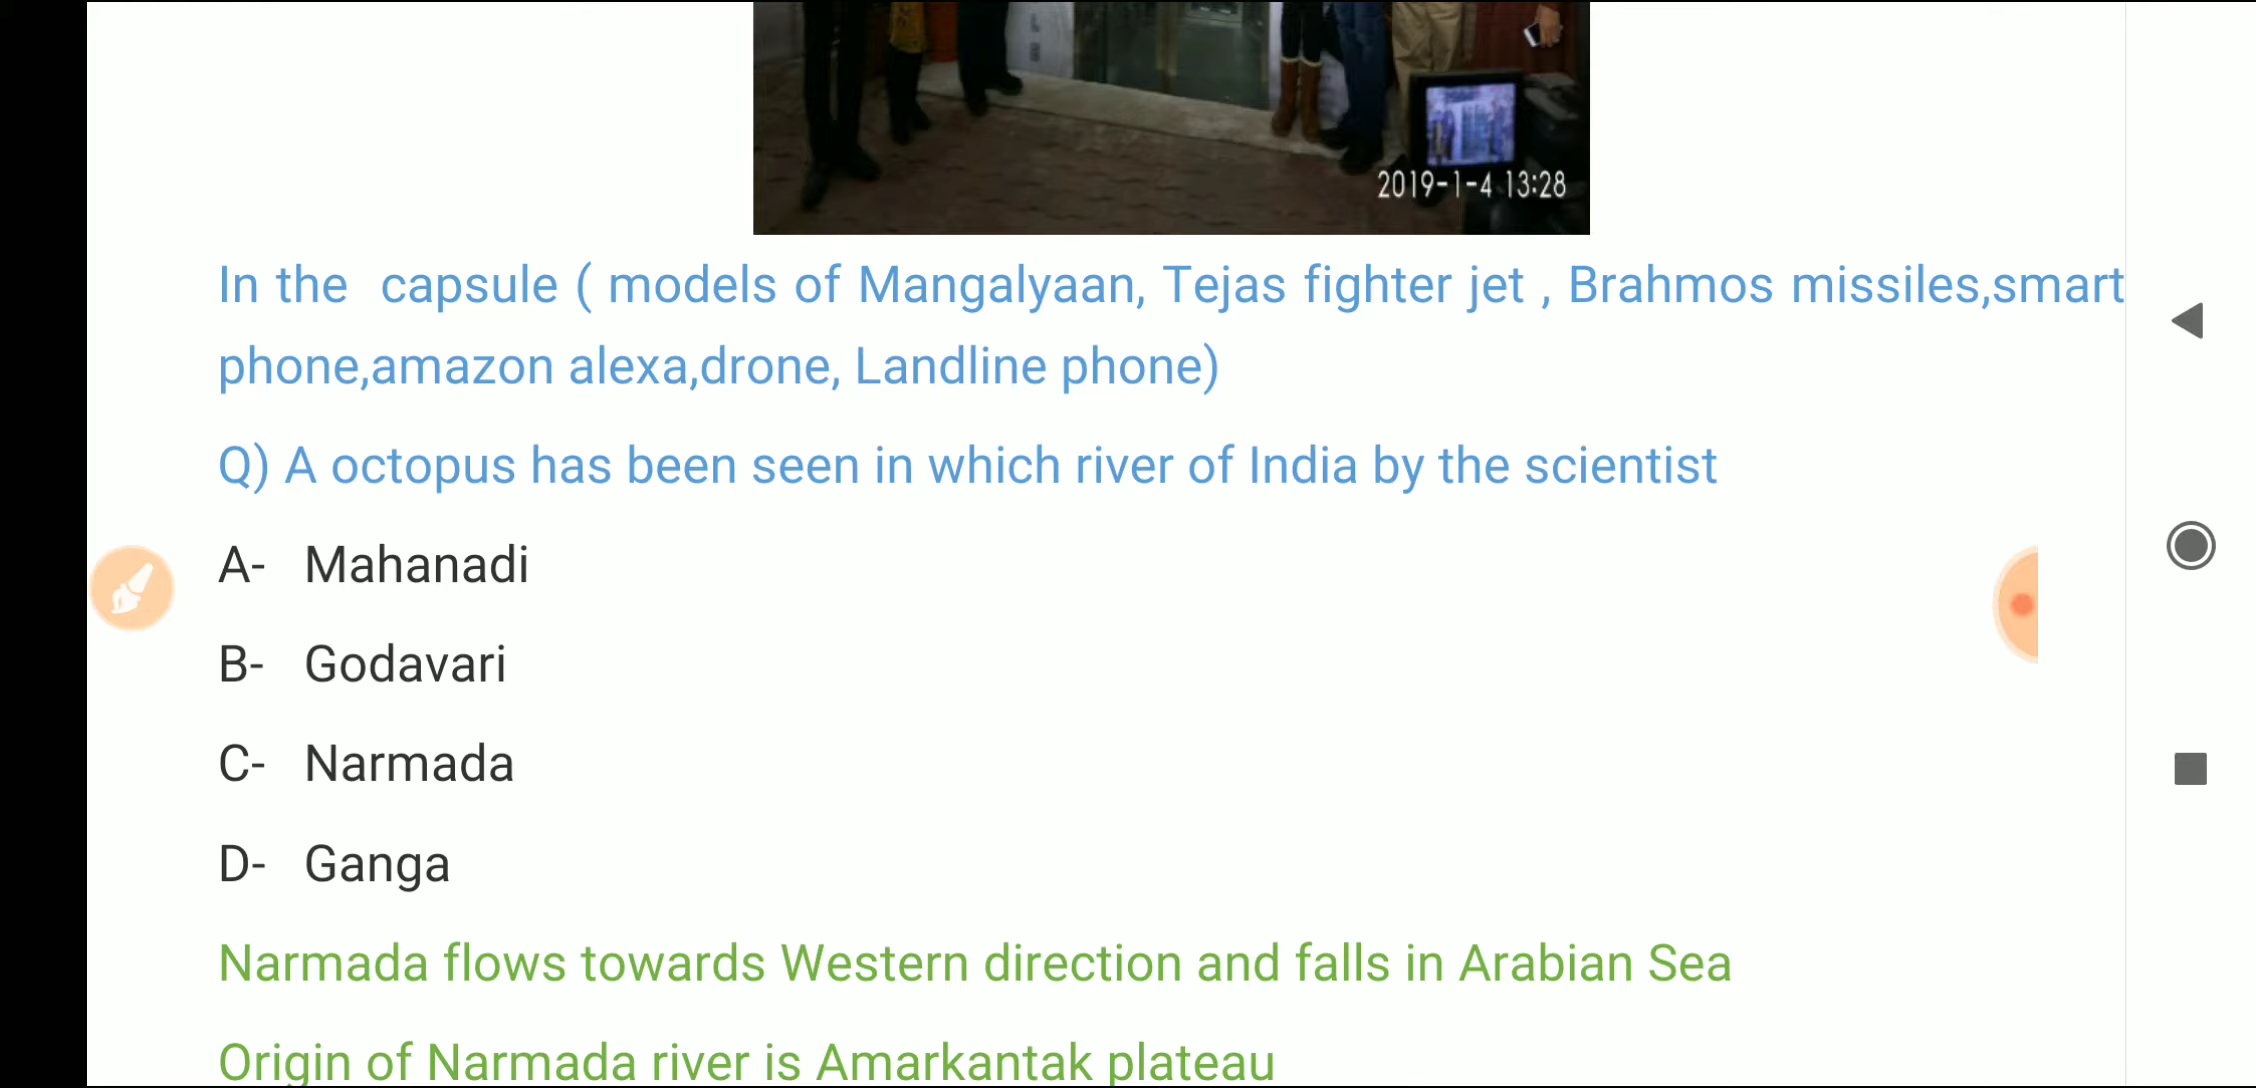 2019-1-4 13:28
In the capsule ( models of Mangalyaan, Tejas fighter jet , Brahmos missiles,smart
phone,amazon alexa,drone, Landline phone)
Q) A octopus has been seen in which river of India by the scientist
A- Mahanadi
B- Godavari
C- Narmada
D- Ganga
Narmada flows towards Western direction and falls in Arabian Sea
Origin of Narmada river is Amarkantak plateau